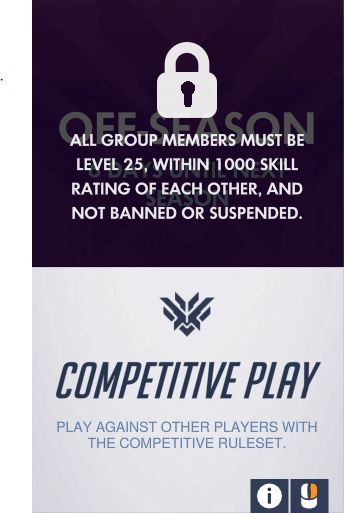 OFF-SEASON
ALL GROUP MEMBERS MUST BE
LEVEL 25, WITHIN 1000 SKILL
DAYS UNTIL NEXT
RATING OF EACH OTHER, AND
SEASON
NOT BANNED OR SUSPENDED.
COMPETITIVE PLAY
PLAY AGAINST OTHER PLAYERS WITH
THE COMPETITIVE RULESET.